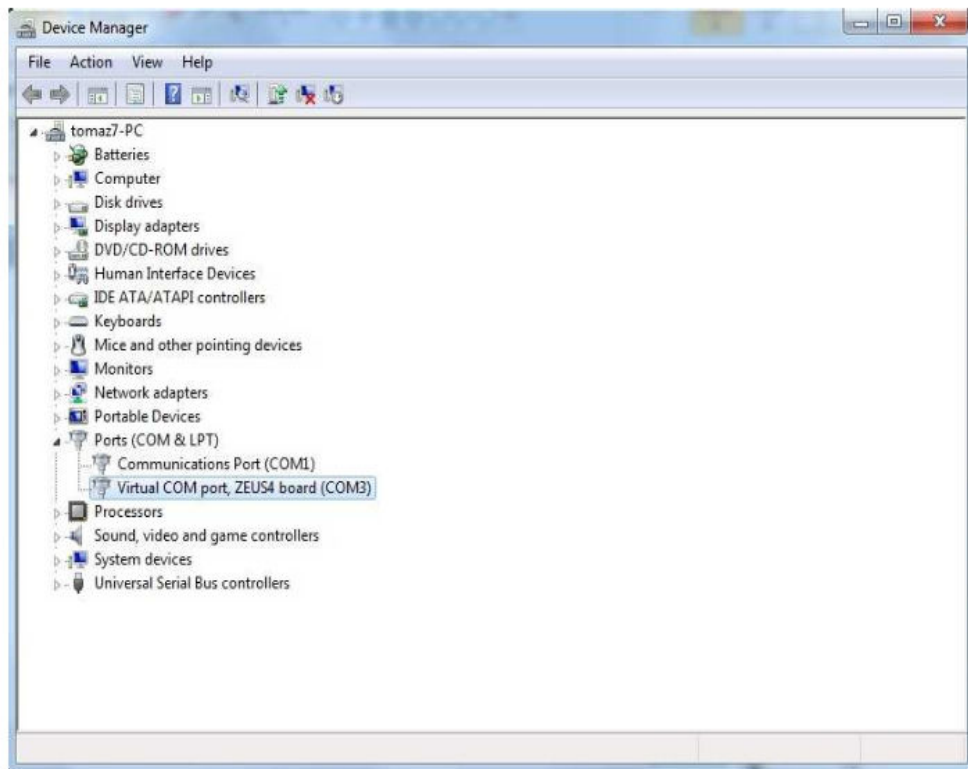 Device Manager
File Action View Help
tomaz7-PC
Batteries
Computer
Disk drives
Display adapters
DVD/CD-ROM drives
Human Interface Devices
IDE ATA/ATAPI controllers
Keyboards
Mice and other pointing devices
Monitors
Network adapters
Portable Devices
Ports (COM & LPT)
Communications Port (COM1)
Virtual COM port, ZEUS4 board (COM3)
Processors
Sound, video and game controllers
System devices
Universal Serial Bus controllers